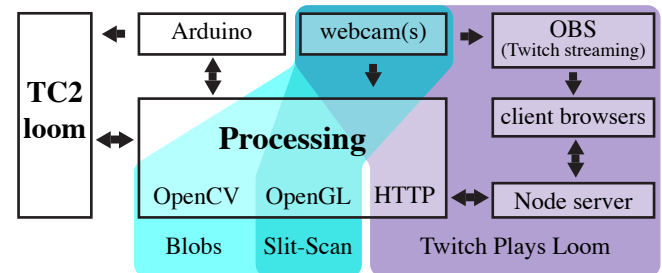 Arduino
webcam(s)
OBS
(Twitch streaming)
TC2
loom
client browsers
Processing
OpenCV
OpenGL
HTTP
Node server
Blobs
Slit-Scan
Twitch Plays Loom